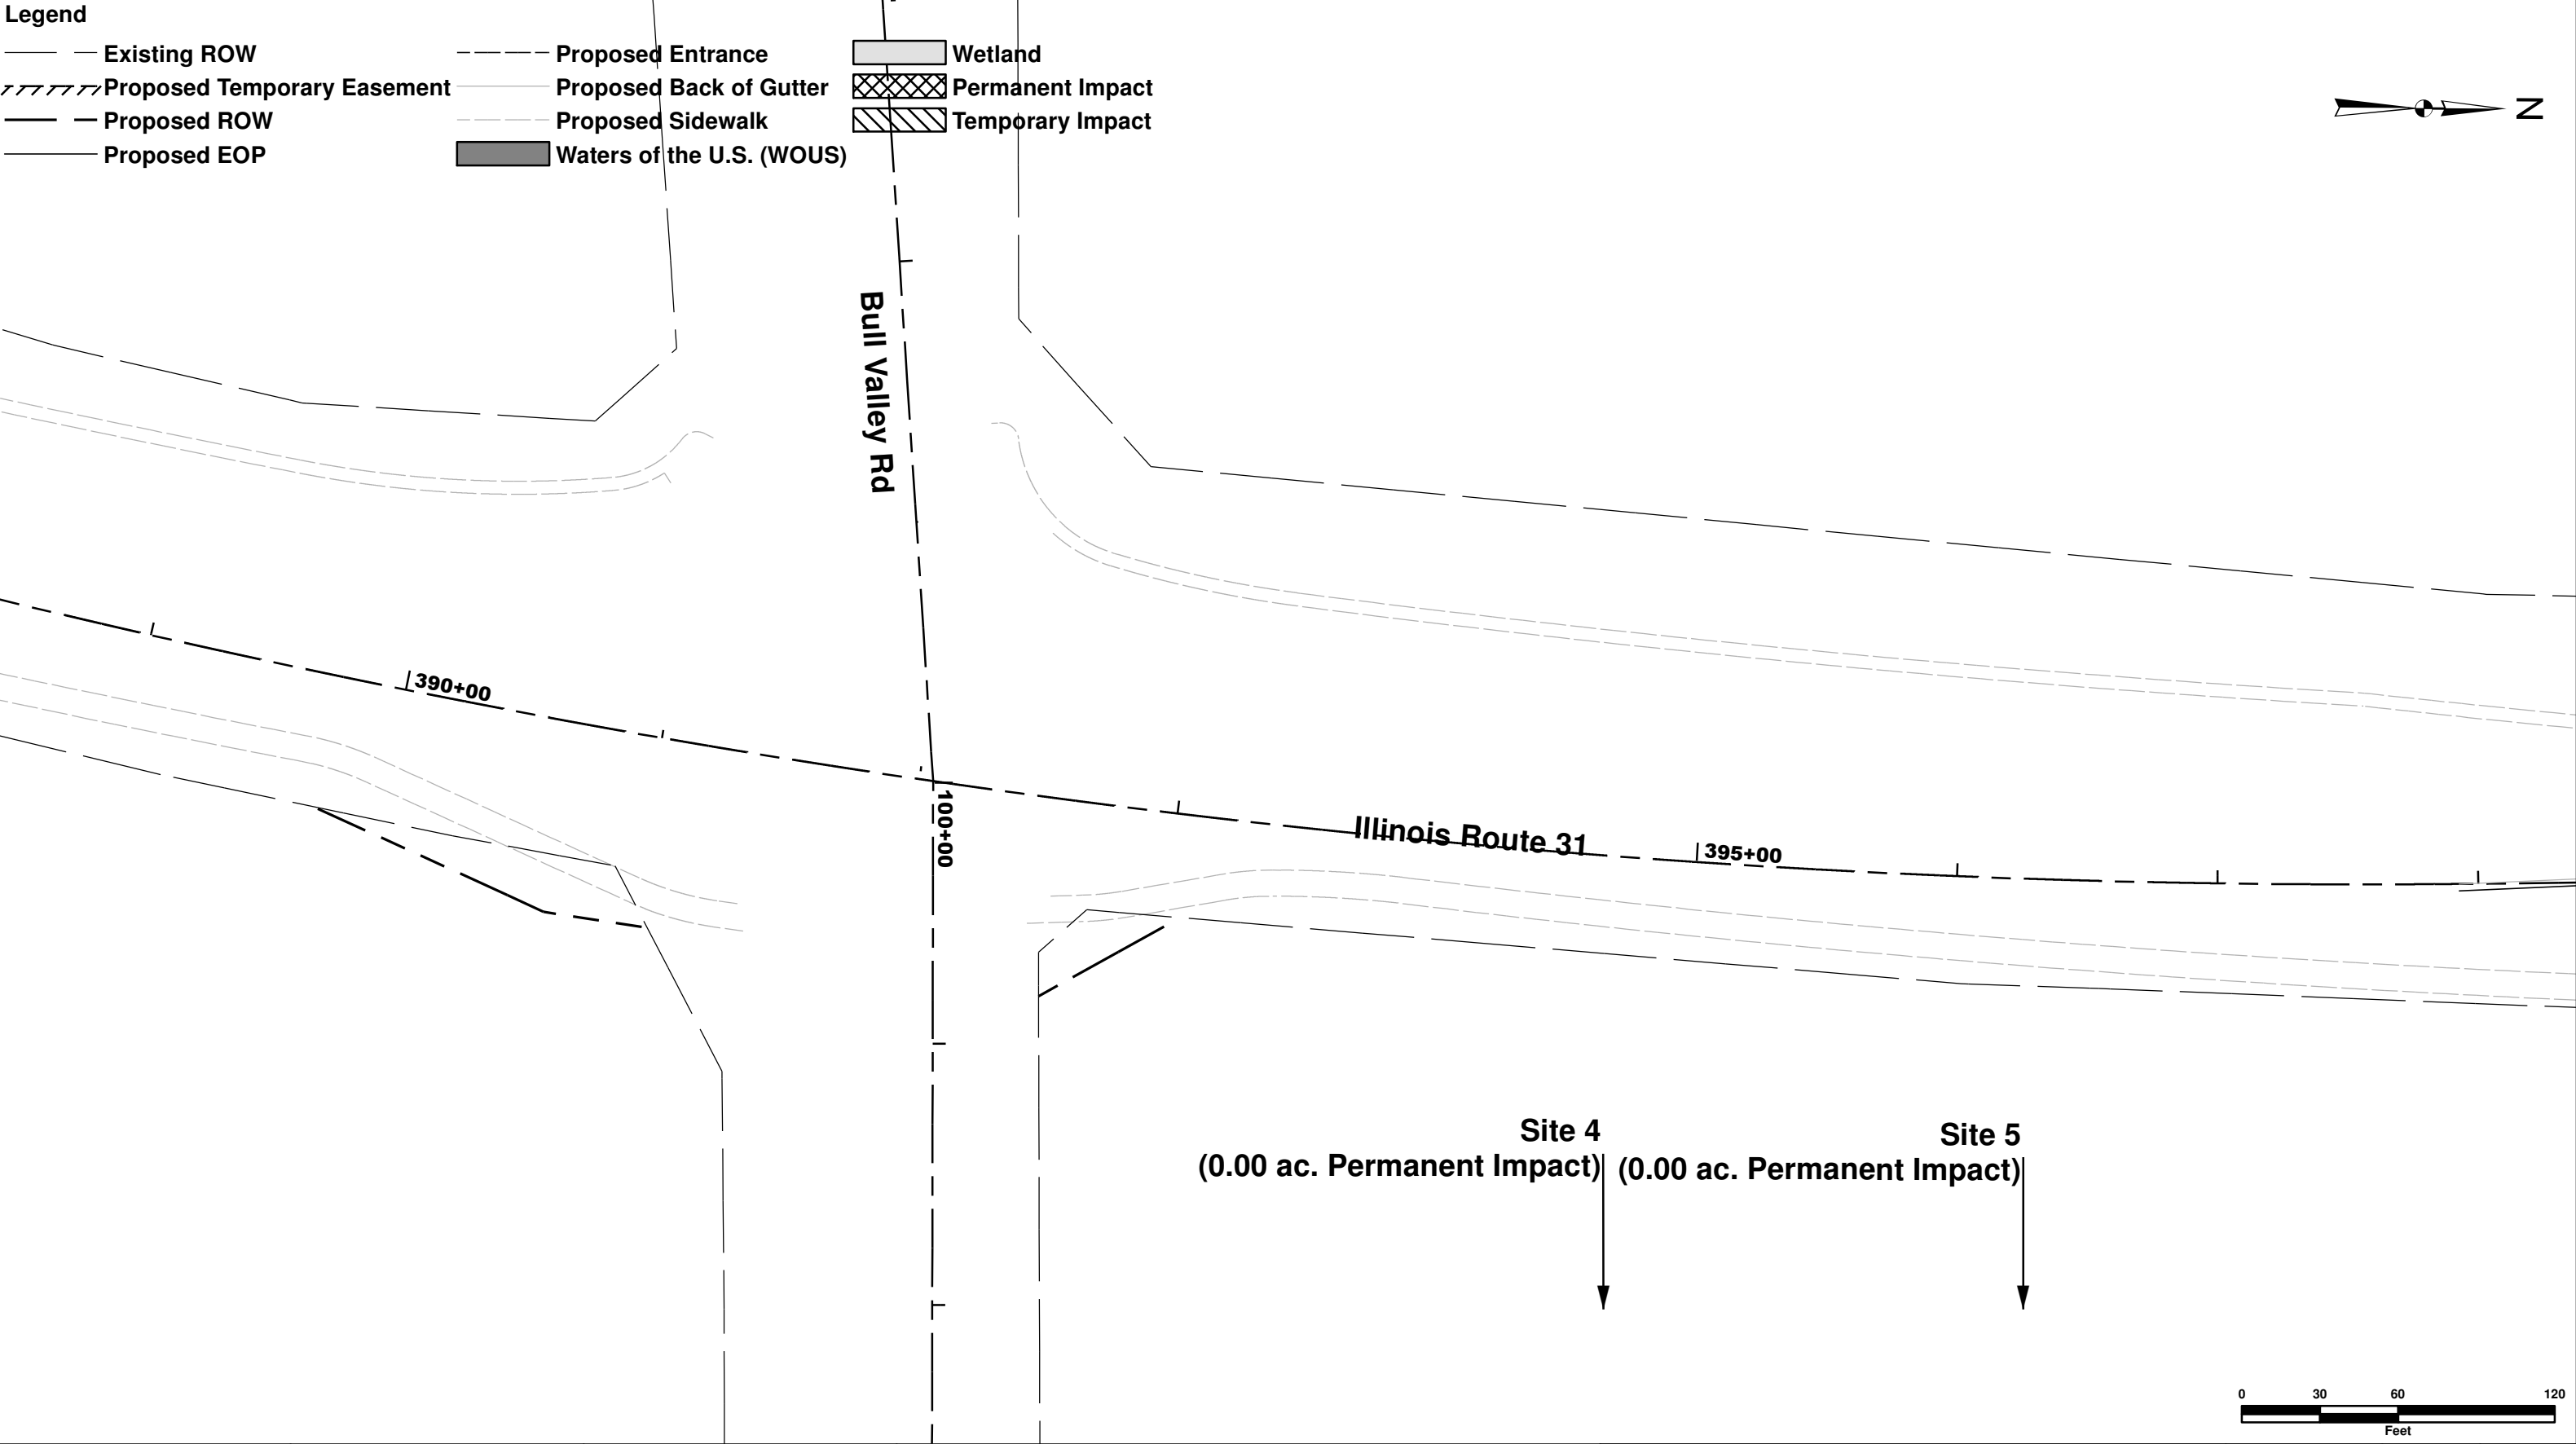 Legend
Existing ROW
Proposed Temporary Easement
Proposed ROW
Proposed EOP
Proposed Entrance
Proposed Back of Gutter
Proposed Sidewalk
Waters of the U.S. (WOUS)
Wetland
Permanent Impact
Temporary Impact
N
Bull Valley Rd
390+00
100+00
Illinois Route 31
395+00
Site 4
(0.00 ac. Permanent Impact)
Site 5
(0.00 ac. Permanent Impact)
0 30 60 120
Feet